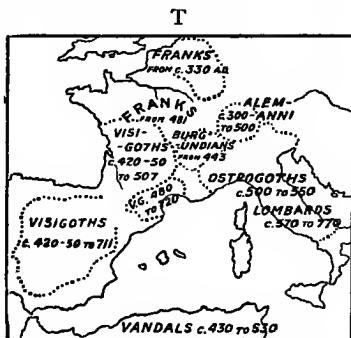 T
FRANKS
FROM c. 330 A.D.
FRANKS
FROM 481
ALEM-
ANNI
c. 300-
TO 500
VISI-
GOTHS
c. 420-50
TO 507
BURG-
UNDIANS
FROM 443
V.G. 480
TO 720
OSTROGOTHS
c. 500 TO 550
LOMBARDS
c. 570 TO 770
VISIGOTHS
c. 420-50 TO 711
VANDALS c. 430 TO 530